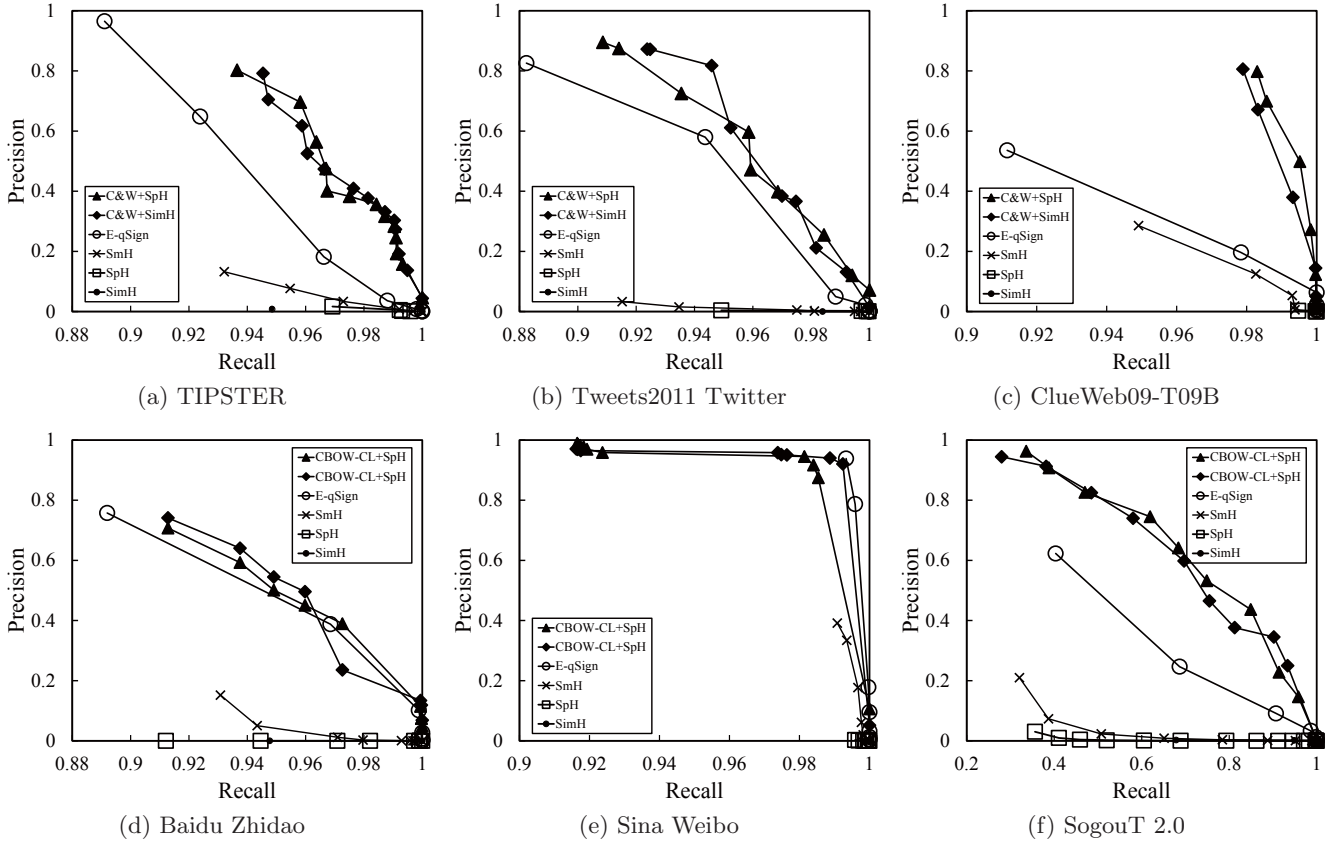 Precision
1
0.8
0.6
0.4
0.2
0
C&W+SpH
C&W+SimH
E-qSign
SmH
SpH
SimH
0.88 0.9 0.92 0.94 0.96 0.98 1
Recall
(a) TIPSTER
Precision
1
0.8
0.6
0.4
0.2
0
C&W+SpH
C&W+SimH
E-qSign
SmH
SpH
SimH
0.88 0.9 0.92 0.94 0.96 0.98 1
Recall
(b) Tweets2011 Twitter
Precision
1
0.8
0.6
0.4
0.2
0
C&W+SpH
C&W+SimH
E-qSign
SmH
SpH
SimH
0.9 0.92 0.94 0.96 0.98 1
Recall
(c) ClueWeb09-T09B
Precision
1
0.8
0.6
0.4
0.2
0
CBOW-CL+SpH
CBOW-CL+SpH
E-qSign
SmH
SpH
SimH
0.88 0.9 0.92 0.94 0.96 0.98 1
Recall
(d) Baidu Zhidao
Precision
1
0.8
0.6
0.4
0.2
0
CBOW-CL+SpH
CBOW-CL+SpH
E-qSign
SmH
SpH
SimH
0.9 0.92 0.94 0.96 0.98 1
Recall
(e) Sina Weibo
Precision
1
0.8
0.6
0.4
0.2
0
CBOW-CL+SpH
CBOW-CL+SpH
E-qSign
SmH
SpH
SimH
0.2 0.4 0.6 0.8 1
Recall
(f) SogouT 2.0